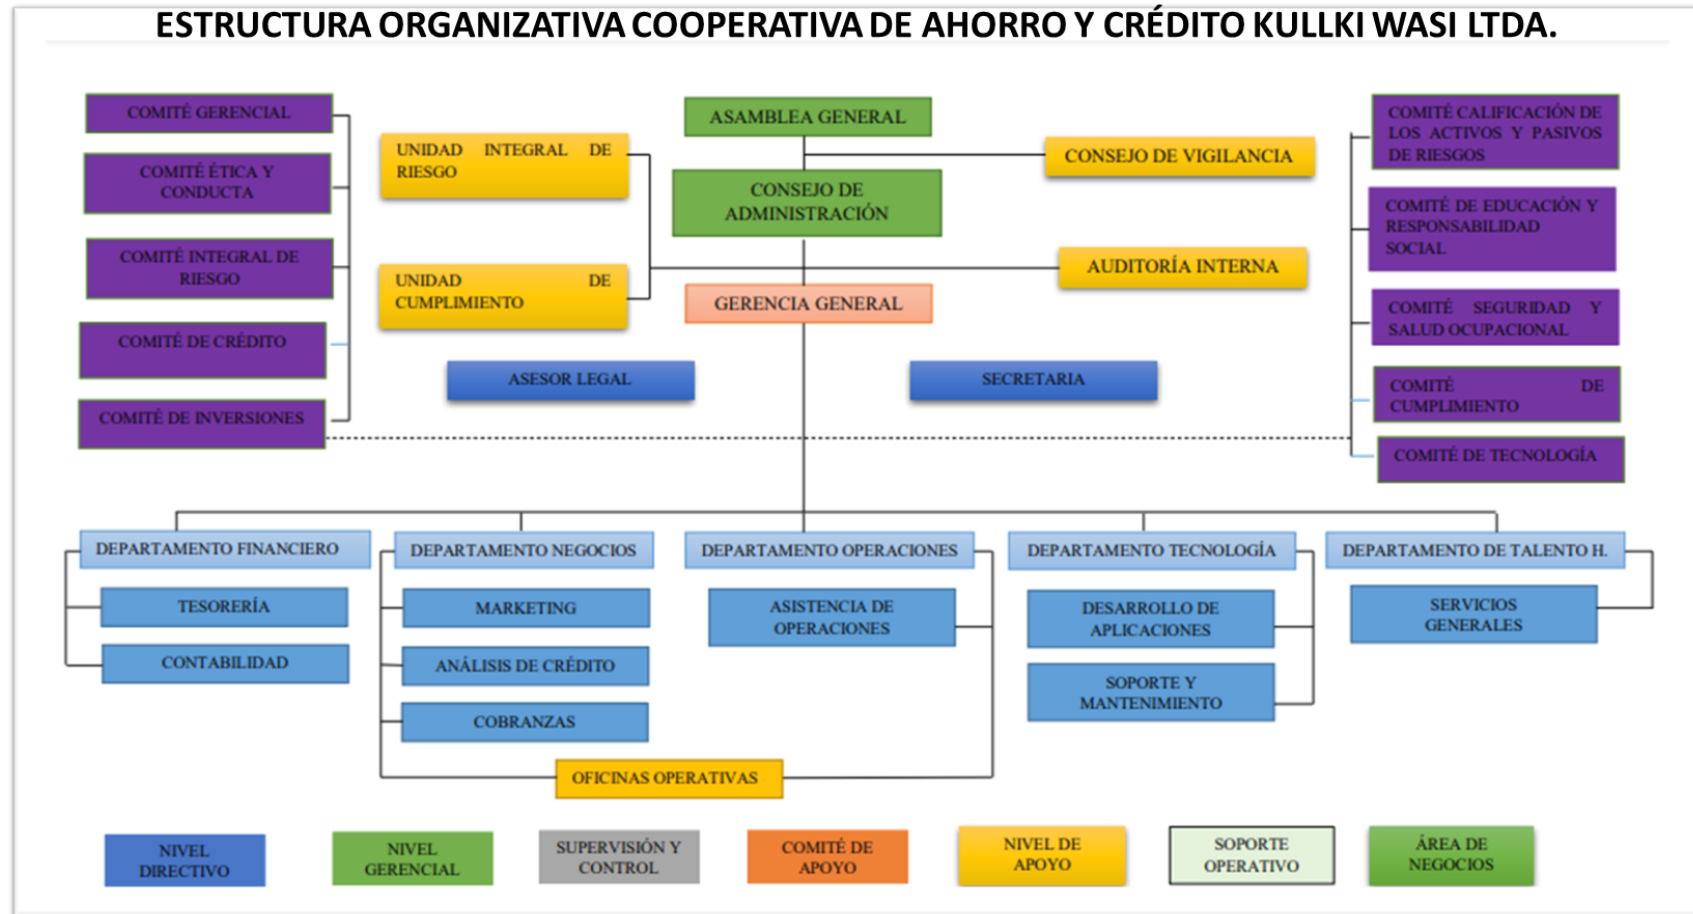 ESTRUCTURA ORGANIZATIVA COOPERATIVA DE AHORRO Y CRÉDITO KULLKI WASI LTDA.
COMITÉ GERENCIAL
COMITÉ ÉTICA Y
CONDUCTA
COMITÉ INTEGRAL DE
RIESGO
COMITÉ DE CRÉDITO
COMITÉ DE INVERSIONES
UNIDAD INTEGRAL DE
RIESGO
UNIDAD DE
CUMPLIMIENTO
ASAMBLEA GENERAL
CONSEJO DE
ADMINISTRACIÓN
GERENCIA GENERAL
CONSEJO DE VIGILANCIA
AUDITORÍA INTERNA
ASESOR LEGAL
SECRETARIA
COMITÉ CALIFICACIÓN DE
LOS ACTIVOS Y PASIVOS
DE RIESGOS
COMITÉ DE EDUCACIÓN Y
RESPONSABILIDAD
SOCIAL
COMITÉ SEGURIDAD Y
SALUD OCUPACIONAL
COMITÉ DE
CUMPLIMIENTO
COMITÉ DE TECNOLOGÍA
DEPARTAMENTO FINANCIERO
TESORERÍA
CONTABILIDAD
DEPARTAMENTO NEGOCIOS
MARKETING
ANÁLISIS DE CRÉDITO
COBRANZAS
DEPARTAMENTO OPERACIONES
ASISTENCIA DE
OPERACIONES
OFICINAS OPERATIVAS
DEPARTAMENTO TECNOLOGÍA
DESARROLLO DE
APLICACIONES
SOPORTE Y
MANTENIMIENTO
DEPARTAMENTO DE TALENTO H.
SERVICIOS
GENERALES
NIVEL
DIRECTIVO
NIVEL
GERENCIAL
SUPERVISIÓN Y
CONTROL
COMITÉ DE
APOYO
NIVEL DE
APOYO
SOPORTE
OPERATIVO
ÁREA DE
NEGOCIOS